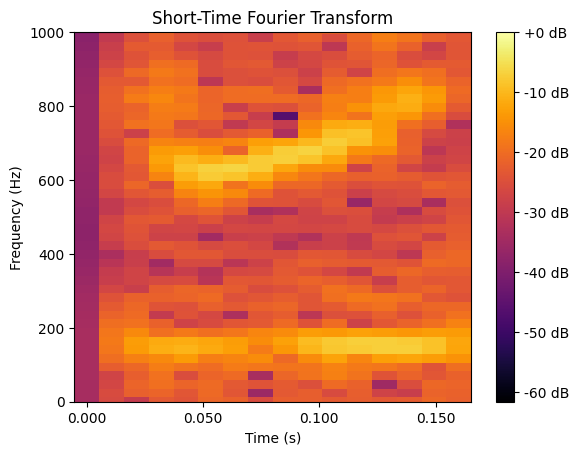 Short-Time Fourier Transform
Frequency (Hz)
1000
800
600
400
200
0
0.000
0.050
0.100
0.150
Time (s)
+0 dB
-10 dB
-20 dB
-30 dB
-40 dB
-50 dB
-60 dB